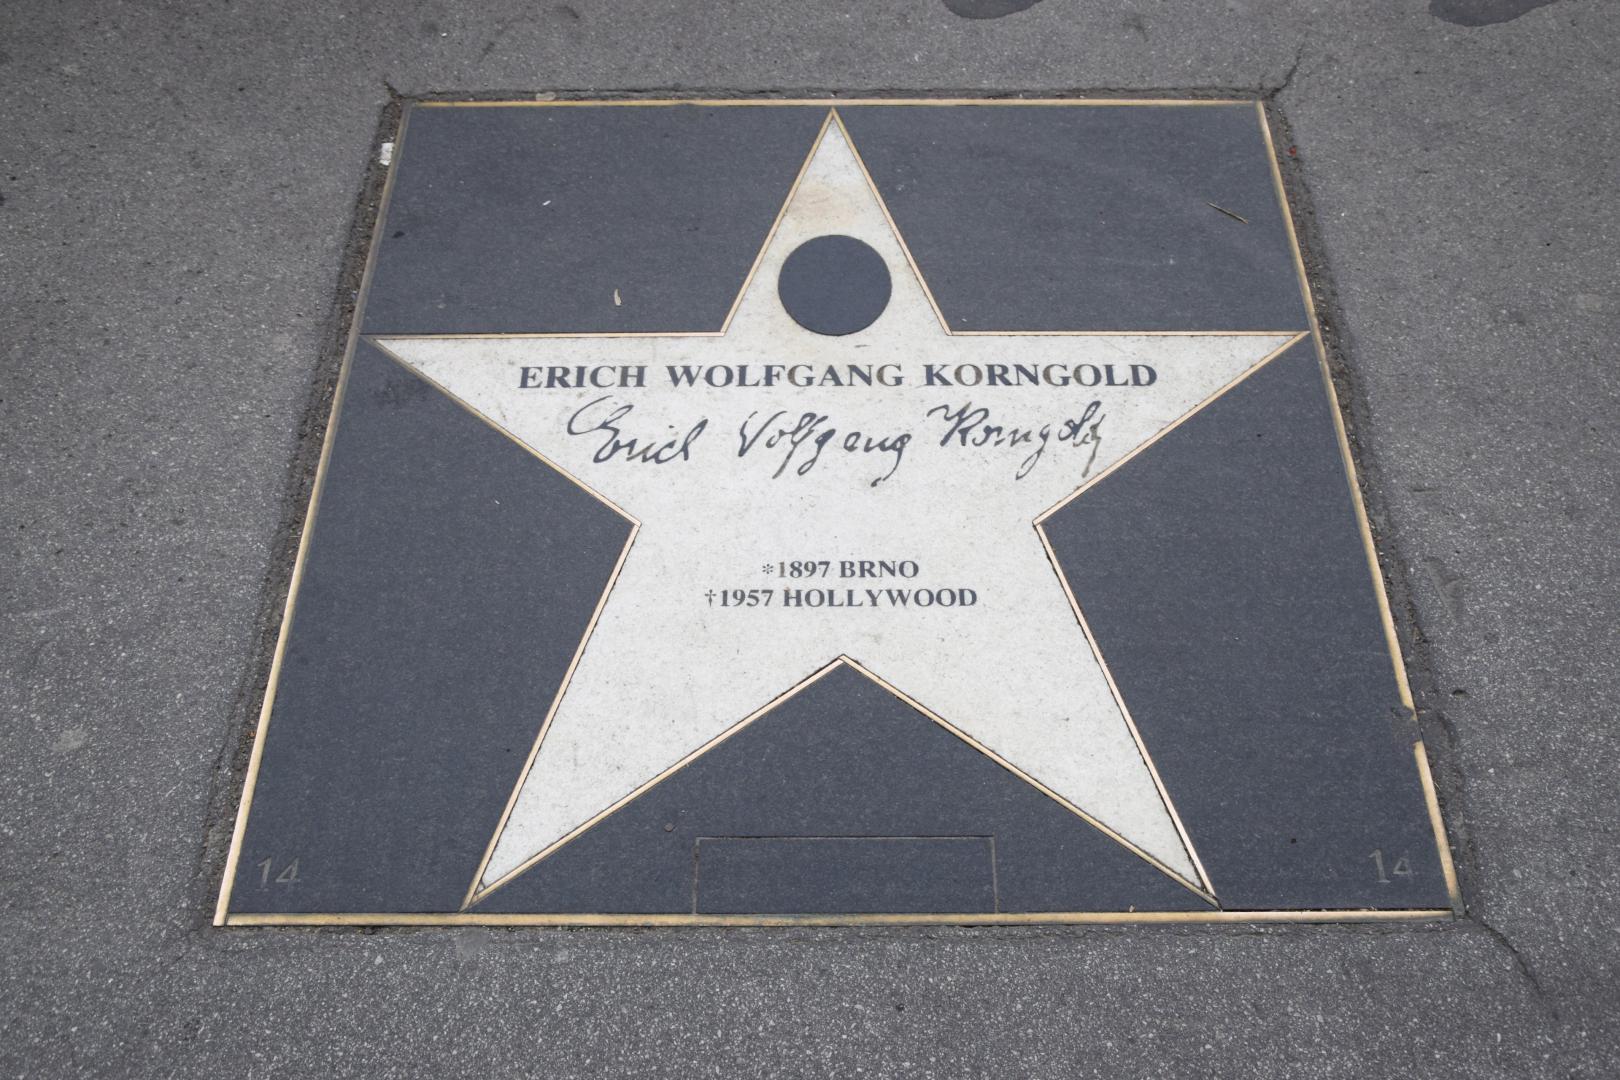 ERICH WOLFGANG KORNGOLD
Erich Wolfgang Korngold
*1897 BRNO
†1957 HOLLYWOOD
14 14